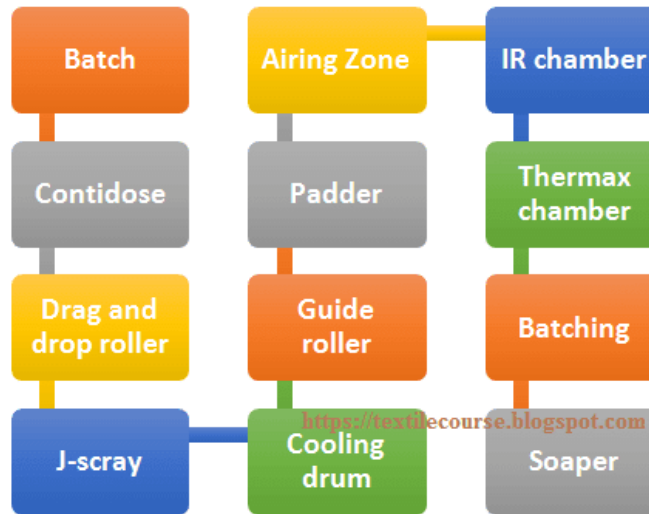 Batch
Contidose
Drag and
drop roller
J-scray
Cooling
drum
Guide
roller
Padder
Airing Zone
IR chamber
Thermax
chamber
Batching
Soaper
https://textilecourse.blogspot.com